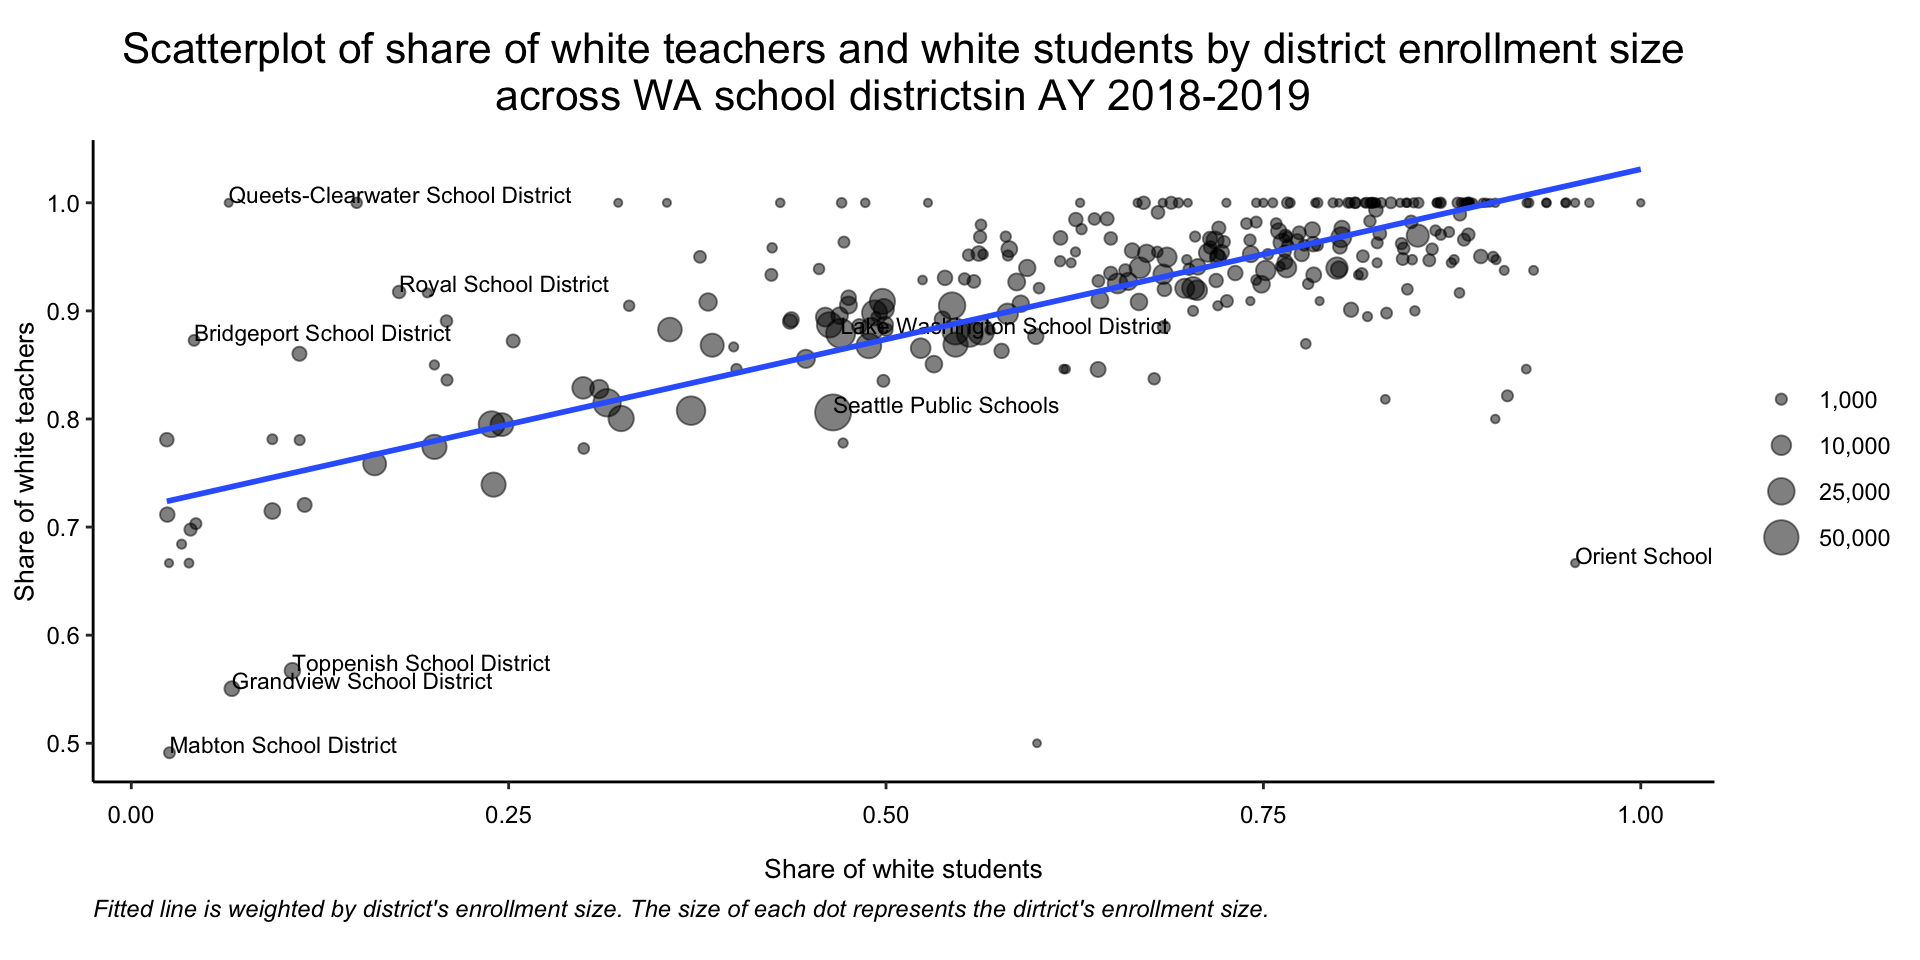 Scatterplot of share of white teachers and white students by district enrollment size
across WA school districtsin AY 2018-2019
Share of white teachers
1.0
0.9
0.8
0.7
0.6
0.5
Queets-Clearwater School District
Royal School District
Bridgeport School District
Lake Washington School District
Seattle Public Schools
Orient School
Toppenish School District
Grandview School District
Mabton School District
1,000
10,000
25,000
50,000
0.00
0.25
0.50
0.75
1.00
Share of white students
Fitted line is weighted by district's enrollment size. The size of each dot represents the dirtrict's enrollment size.